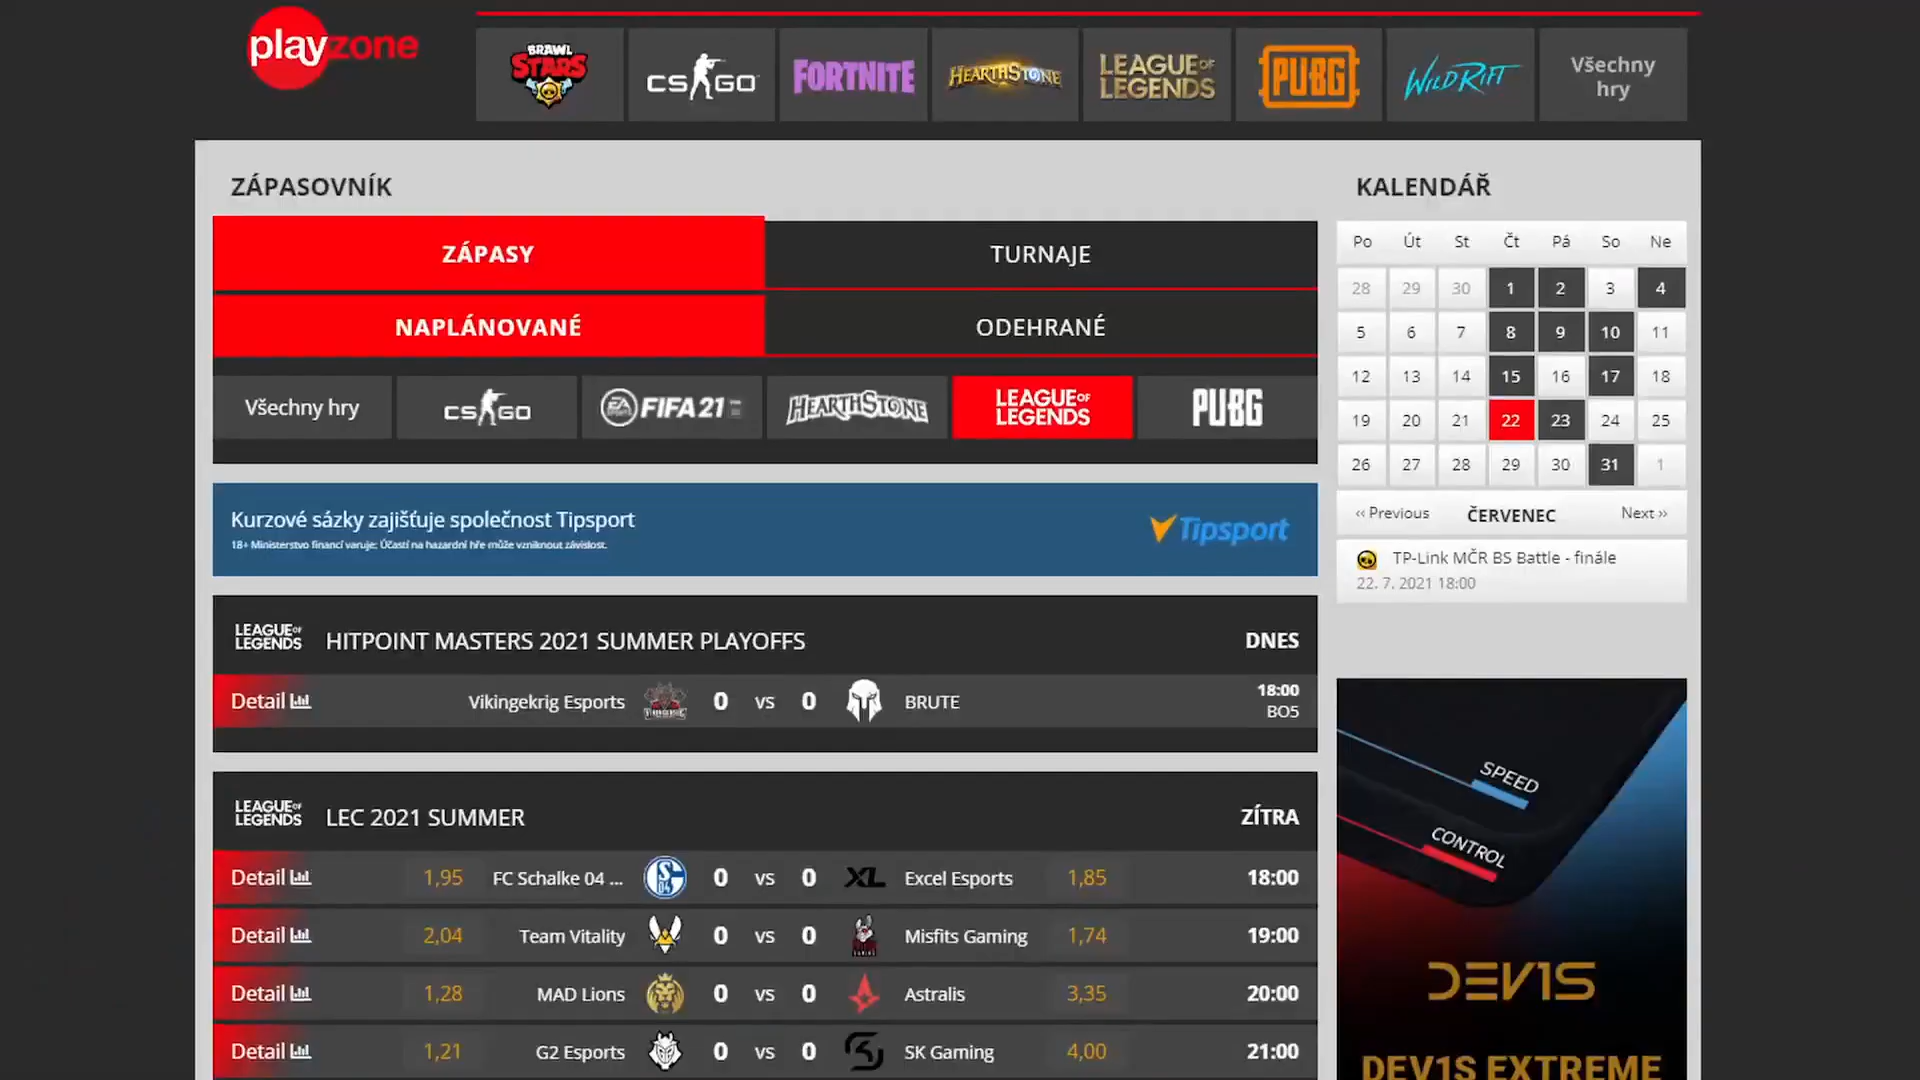 playzone
BRAWL STARS
CS GO
FORTNITE
HEARTHSTONE
LEAGUE OF LEGENDS
PUBG
WILD RIFT
Všechny hry
ZÁPASOVNÍK
ZÁPASY
TURNAJE
NAPLÁNOVANÉ
ODEHRANÉ
Všechny hry
CS GO
EA SPORTS FIFA 21
HEARTHSTONE
LEAGUE OF LEGENDS
PUBG
Kurzové sázky zajišťuje společnost Tipsport
18+ Ministerstvo financí varuje: Účastí na hazardní hře může vzniknout závislost.
Tipsport
LEAGUE OF LEGENDS
HITPOINT MASTERS 2021 SUMMER PLAYOFFS
DNES
Detail Vikingekrig Esports 0 vs 0 BRUTE 18:00 BO5
LEAGUE OF LEGENDS
LEC 2021 SUMMER
ZÍTRA
Detail 1,95 FC Schalke 04 ... 0 vs 0 XL Excel Esports 1,85 18:00
Detail 2,04 Team Vitality 0 vs 0 Misfits Gaming 1,74 19:00
Detail 1,28 MAD Lions 0 vs 0 Astralis 3,35 20:00
Detail 1,21 G2 Esports 0 vs 0 SK Gaming 4,00 21:00
KALENDÁŘ
Po Út St Čt Pá So Ne
28 29 30 1 2 3 4
5 6 7 8 9 10 11
12 13 14 15 16 17 18
19 20 21 22 23 24 25
26 27 28 29 30 31 1
‹‹ Previous ČERVENEC Next ››
TP-Link MČR BS Battle - finále
22. 7. 2021 18:00
SPEED
CONTROL
DEV1S
DEV1S EXTREME